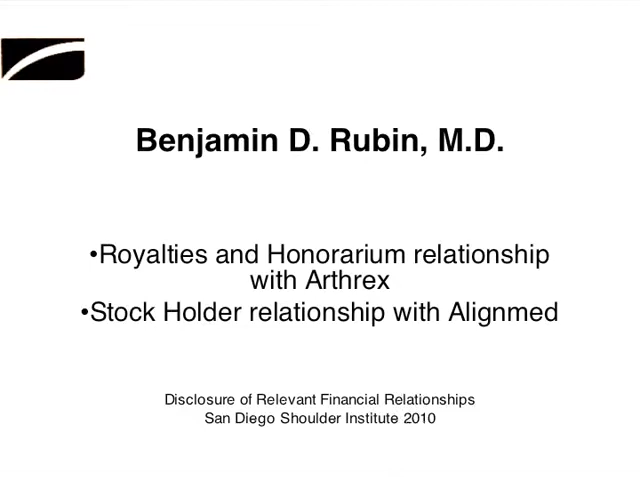 Benjamin D. Rubin, M.D.
•Royalties and Honorarium relationship
with Arthrex
•Stock Holder relationship with Alignmed
Disclosure of Relevant Financial Relationships
San Diego Shoulder Institute 2010